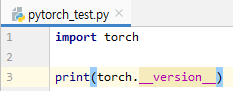 pytorch_test.py
1 import torch
2
3 print(torch.__version__)